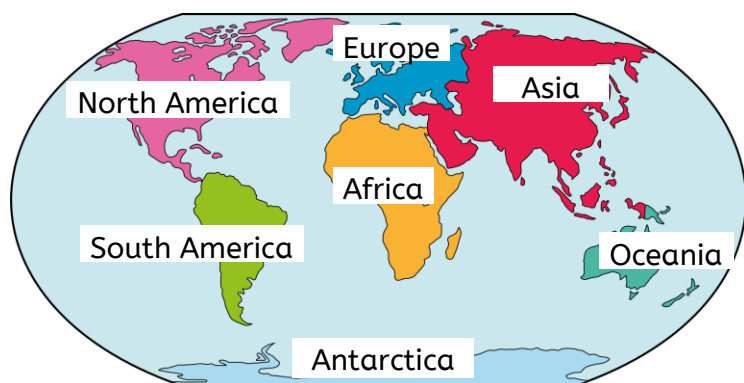 Europe
Asia
North America
Africa
South America
Oceania
Antarctica